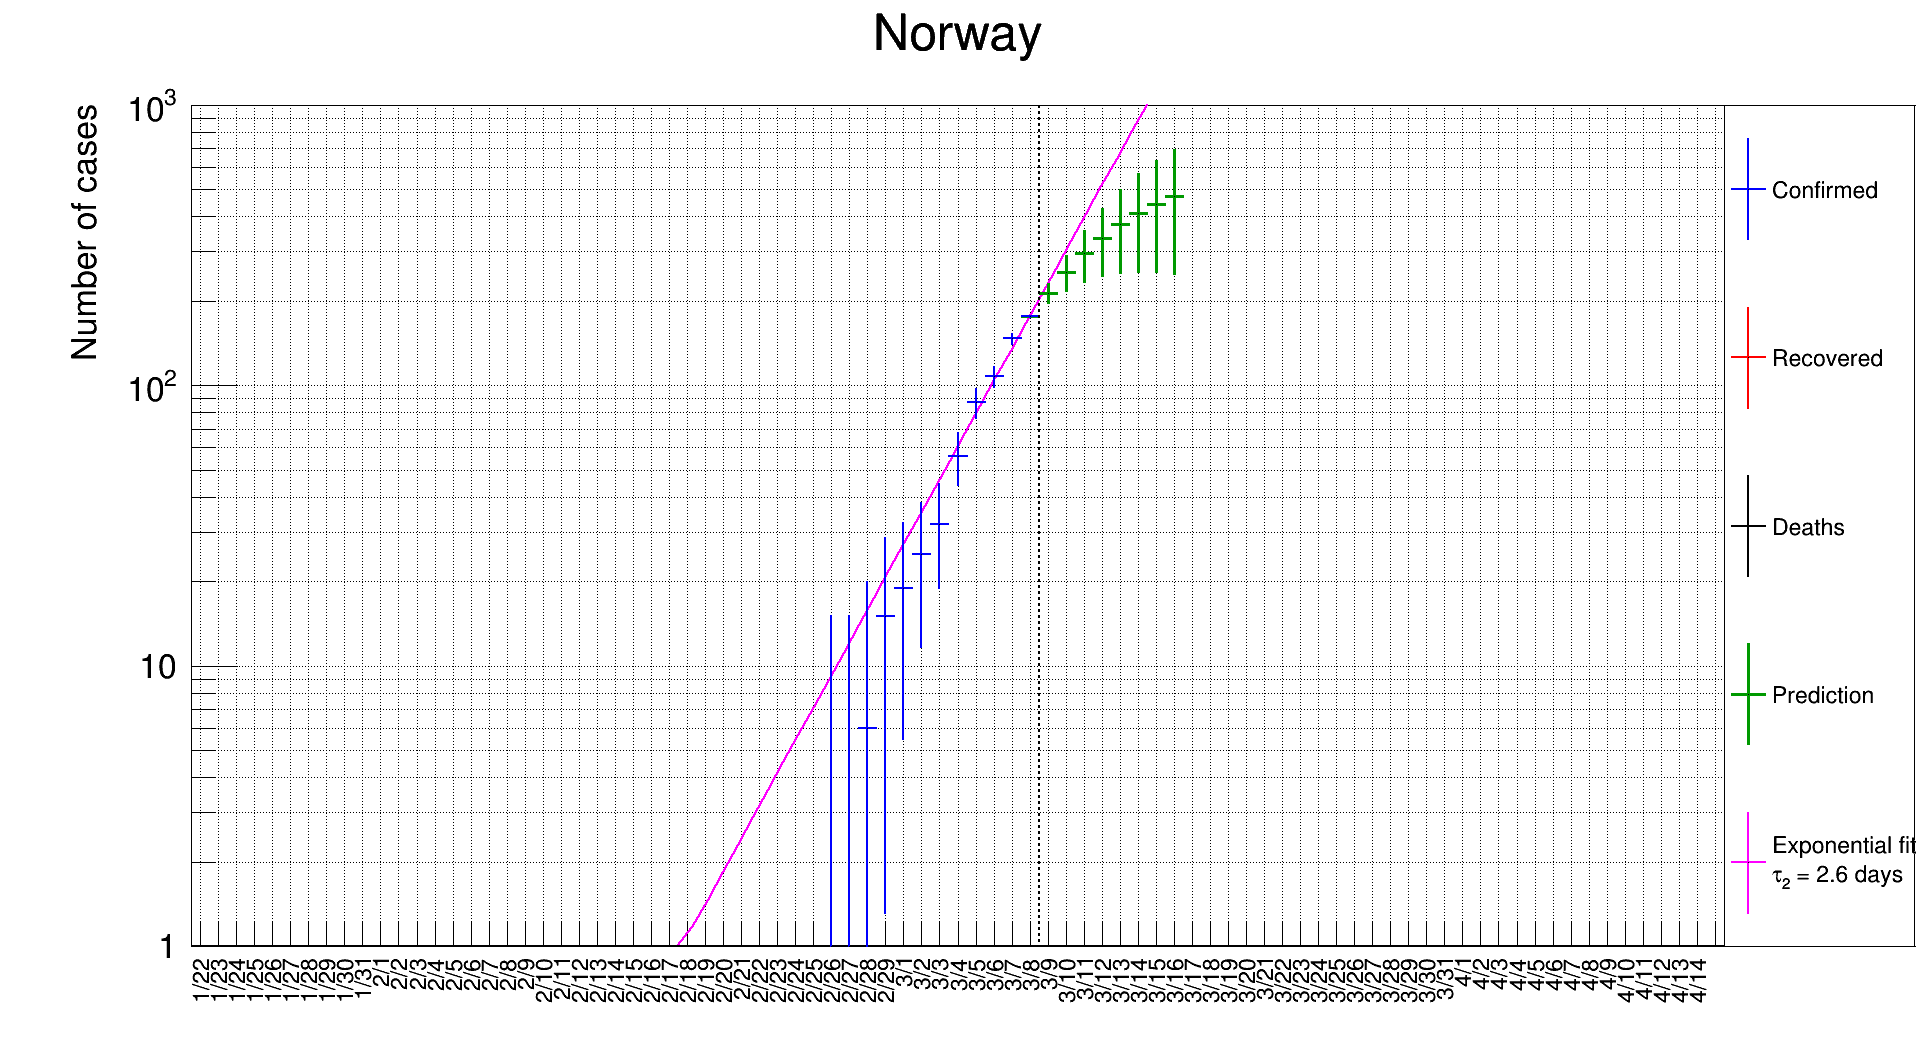 Norway
Number of cases
10³
10²
10
1
1/22 1/23 1/24 1/25 1/26 1/27 1/28 1/29 1/30 1/31 2/1 2/2 2/3 2/4 2/5 2/6 2/7 2/8 2/9 2/10 2/11 2/12 2/13 2/14 2/15 2/16 2/17 2/18 2/19 2/20 2/21 2/22 2/23 2/24 2/25 2/26 2/27 2/28 2/29 3/1 3/2 3/3 3/4 3/5 3/6 3/7 3/8 3/9 3/10 3/11 3/12 3/13 3/14 3/15 3/16 3/17 3/18 3/19 3/20 3/21 3/22 3/23 3/24 3/25 3/26 3/27 3/28 3/29 3/30 3/31 4/1 4/2 4/3 4/4 4/5 4/6 4/7 4/8 4/9 4/10 4/11 4/12 4/13 4/14
Confirmed
Recovered
Deaths
Prediction
Exponential fit
τ₂ = 2.6 days